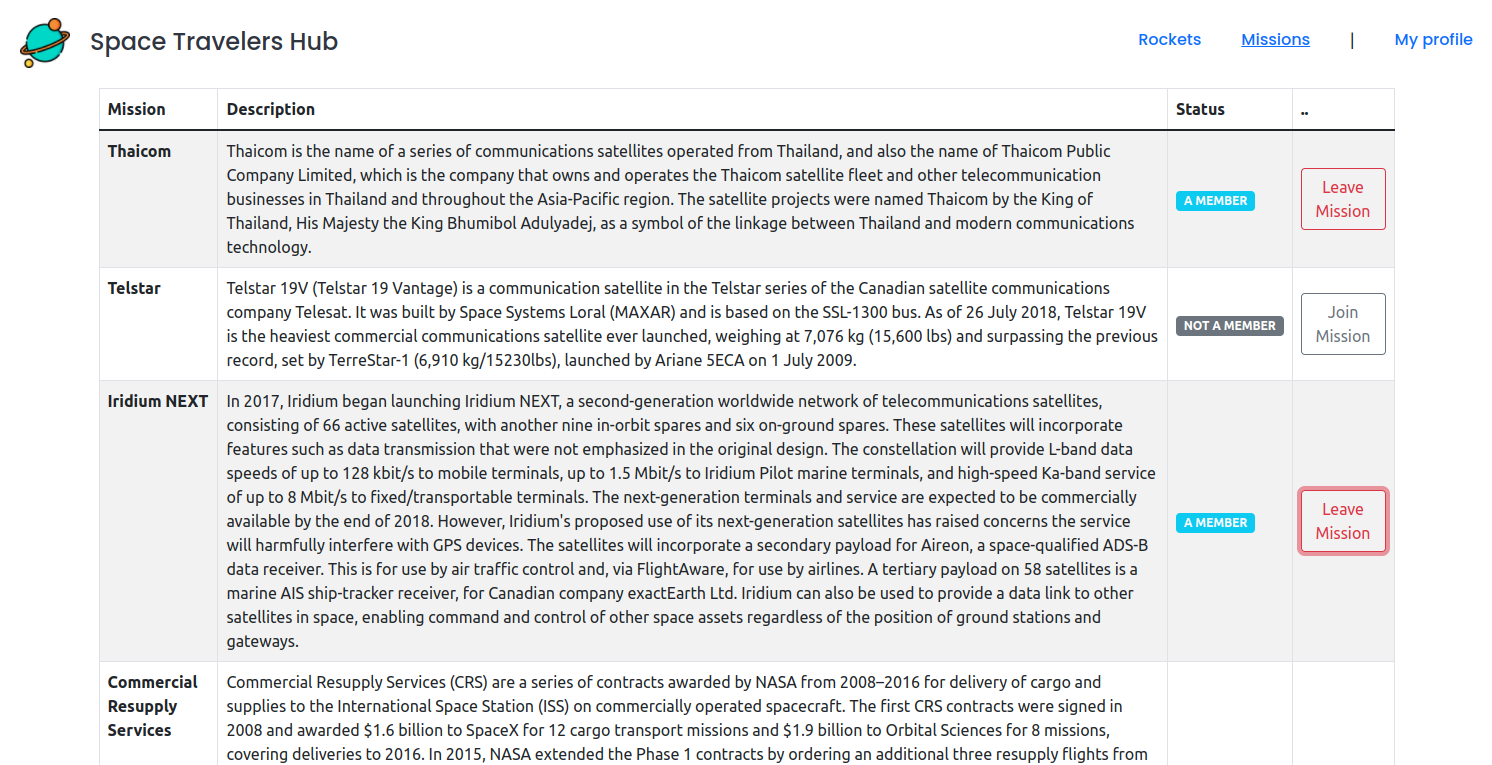 Space Travelers Hub
Rockets
Missions
|
My profile
Mission
Description
Status
..
Thaicom
Thaicom is the name of a series of communications satellites operated from Thailand, and also the name of Thaicom Public
Company Limited, which is the company that owns and operates the Thaicom satellite fleet and other telecommunication
businesses in Thailand and throughout the Asia-Pacific region. The satellite projects were named Thaicom by the King of
Thailand, His Majesty the King Bhumibol Adulyadej, as a symbol of the linkage between Thailand and modern communications
technology.
A MEMBER
Leave
Mission
Telstar
Telstar 19V (Telstar 19 Vantage) is a communication satellite in the Telstar series of the Canadian satellite communications
company Telesat. It was built by Space Systems Loral (MAXAR) and is based on the SSL-1300 bus. As of 26 July 2018, Telstar 19V
is the heaviest commercial communications satellite ever launched, weighing at 7,076 kg (15,600 lbs) and surpassing the previous
record, set by TerreStar-1 (6,910 kg/15230lbs), launched by Ariane 5ECA on 1 July 2009.
NOT A MEMBER
Join
Mission
Iridium NEXT
In 2017, Iridium began launching Iridium NEXT, a second-generation worldwide network of telecommunications satellites,
consisting of 66 active satellites, with another nine in-orbit spares and six on-ground spares. These satellites will incorporate
features such as data transmission that were not emphasized in the original design. The constellation will provide L-band data
speeds of up to 128 kbit/s to mobile terminals, up to 1.5 Mbit/s to Iridium Pilot marine terminals, and high-speed Ka-band service
of up to 8 Mbit/s to fixed/transportable terminals. The next-generation terminals and service are expected to be commercially
available by the end of 2018. However, Iridium's proposed use of its next-generation satellites has raised concerns the service
will harmfully interfere with GPS devices. The satellites will incorporate a secondary payload for Aireon, a space-qualified ADS-B
data receiver. This is for use by air traffic control and, via FlightAware, for use by airlines. A tertiary payload on 58 satellites is a
marine AIS ship-tracker receiver, for Canadian company exactEarth Ltd. Iridium can also be used to provide a data link to other
satellites in space, enabling command and control of other space assets regardless of the position of ground stations and
gateways.
A MEMBER
Leave
Mission
Commercial
Resupply
Services
Commercial Resupply Services (CRS) are a series of contracts awarded by NASA from 2008–2016 for delivery of cargo and
supplies to the International Space Station (ISS) on commercially operated spacecraft. The first CRS contracts were signed in
2008 and awarded $1.6 billion to SpaceX for 12 cargo transport missions and $1.9 billion to Orbital Sciences for 8 missions,
covering deliveries to 2016. In 2015, NASA extended the Phase 1 contracts by ordering an additional three resupply flights from